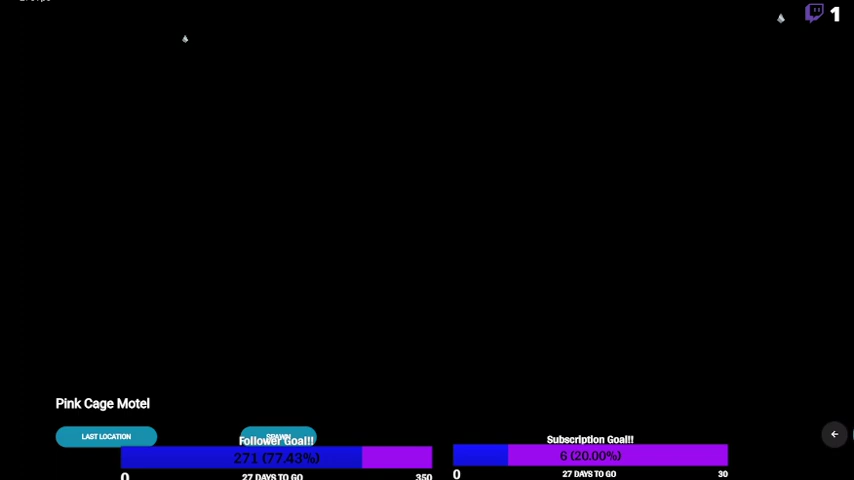 1
Pink Cage Motel
LAST LOCATION
SPAWN
Follower Goal!!
271 (77.43%)
0
27 DAYS TO GO
350
Subscription Goal!!
6 (20.00%)
0
27 DAYS TO GO
30